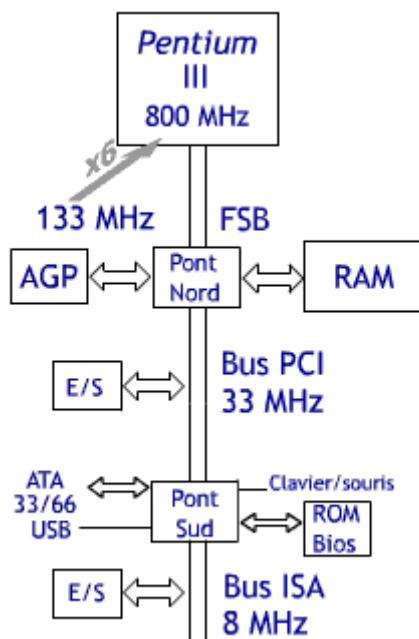 Pentium
III
800 MHz
x6
133 MHz
FSB
AGP
Pont
Nord
RAM
E/S
Bus PCI
33 MHz
ATA
33/66
USB
Pont
Sud
Clavier/souris
ROM
Bios
E/S
Bus ISA
8 MHz